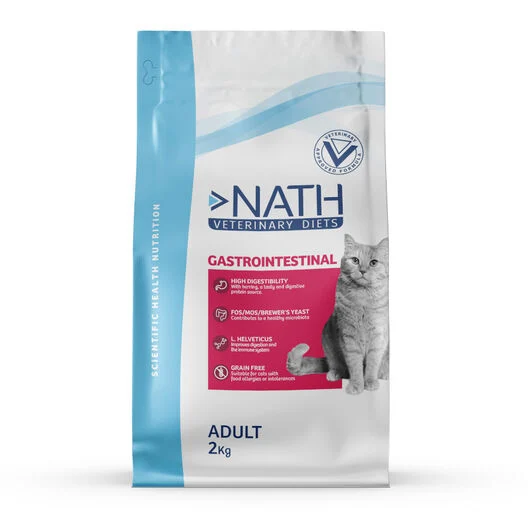 VETERINARY
APPROVED FORMULA
V
>NATH
VETERINARY DIETS
GASTROINTESTINAL
HIGH DIGESTIBILITY
With herring, a tasty and digestive
protein source.
FOS/MOS/BREWER'S YEAST
Contributes to a healthy microbiota
L. HELVETICUS
Improves digestion and
the immune system
GRAIN FREE
Suitable for cats with
food allergies or intolerances
ADULT
2Kg
SCIENTIFIC HEALTH NUTRITION